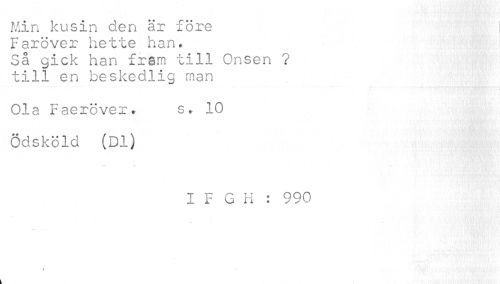 Min kusin den är före
Faröver hette han.
Så gick han fram till Onsen ?
till en beskedlig man
Ola Faeröver. s. 10
Ödsköld (Dl)
I F G H : 990